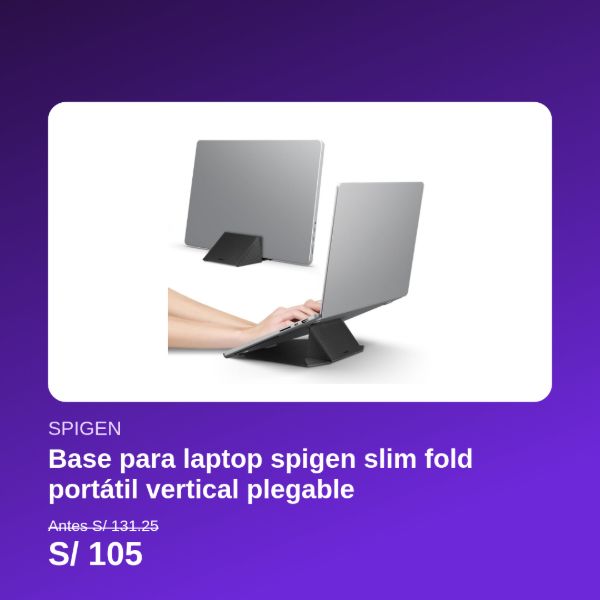 SPIGEN
Base para laptop spigen slim fold
portátil vertical plegable
Antes S/ 131.25
S/ 105